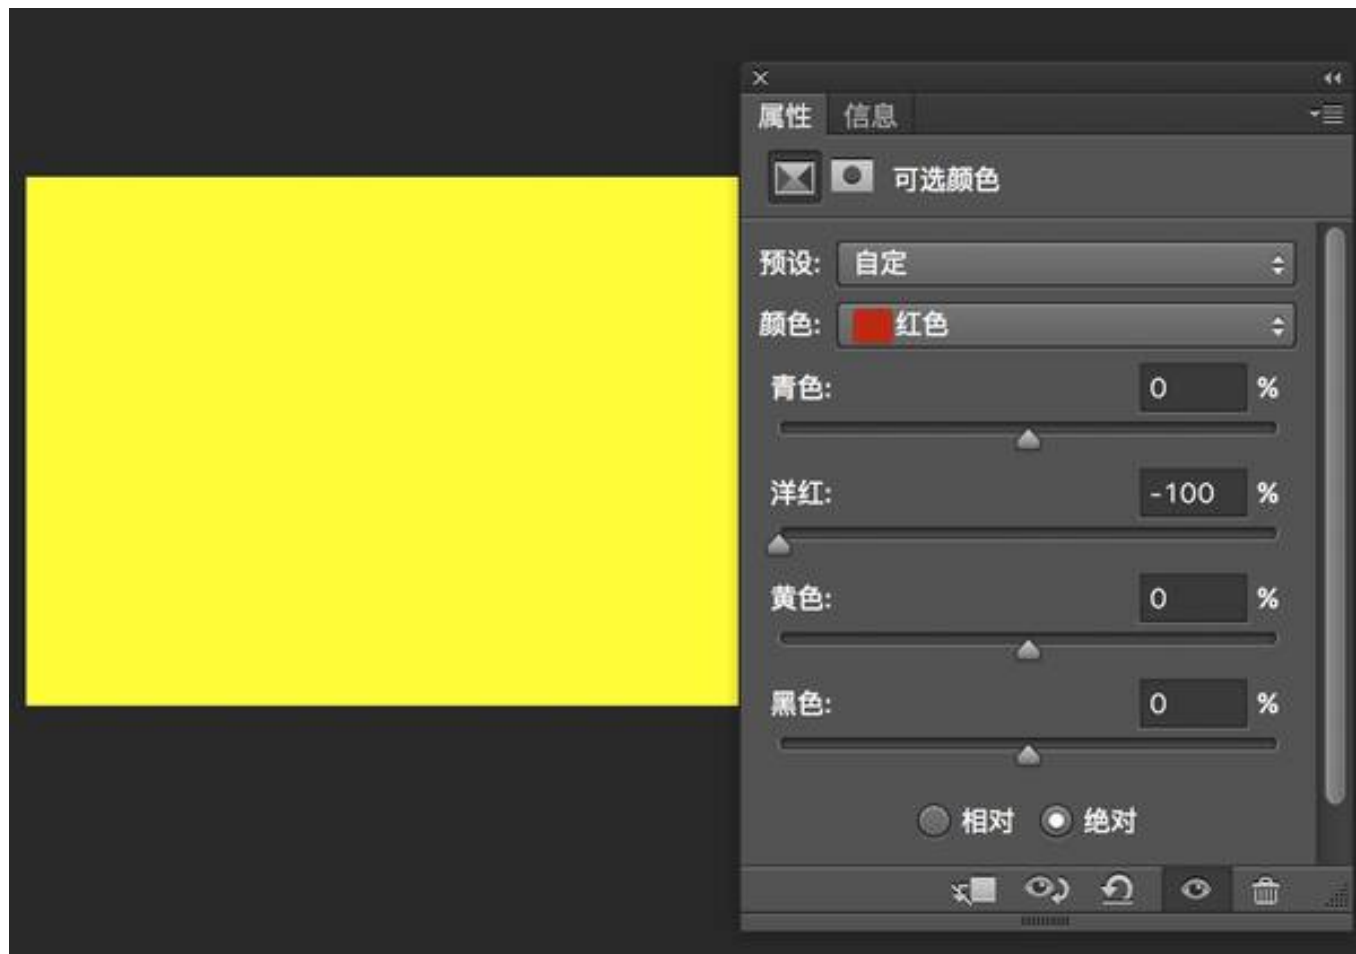 属性 信息
可选颜色
预设: 自定
颜色: 红色
青色: 0 %
洋红: -100 %
黄色: 0 %
黑色: 0 %
相对 绝对